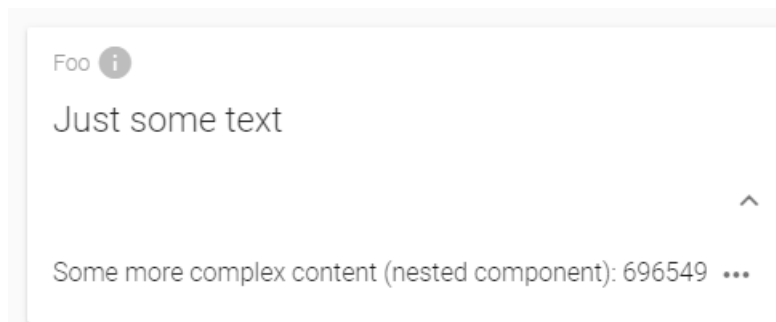 Foo
Just some text
Some more complex content (nested component): 696549